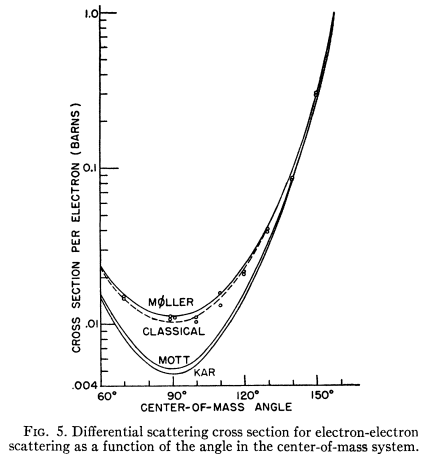 1.0
0.1
.01
.004
CROSS SECTION PER ELECTRON (BARNS)
MØLLER
CLASSICAL
MOTT
KAR
60° 90° 120° 150°
CENTER-OF-MASS ANGLE
FIG. 5. Differential scattering cross section for electron-electron
scattering as a function of the angle in the center-of-mass system.